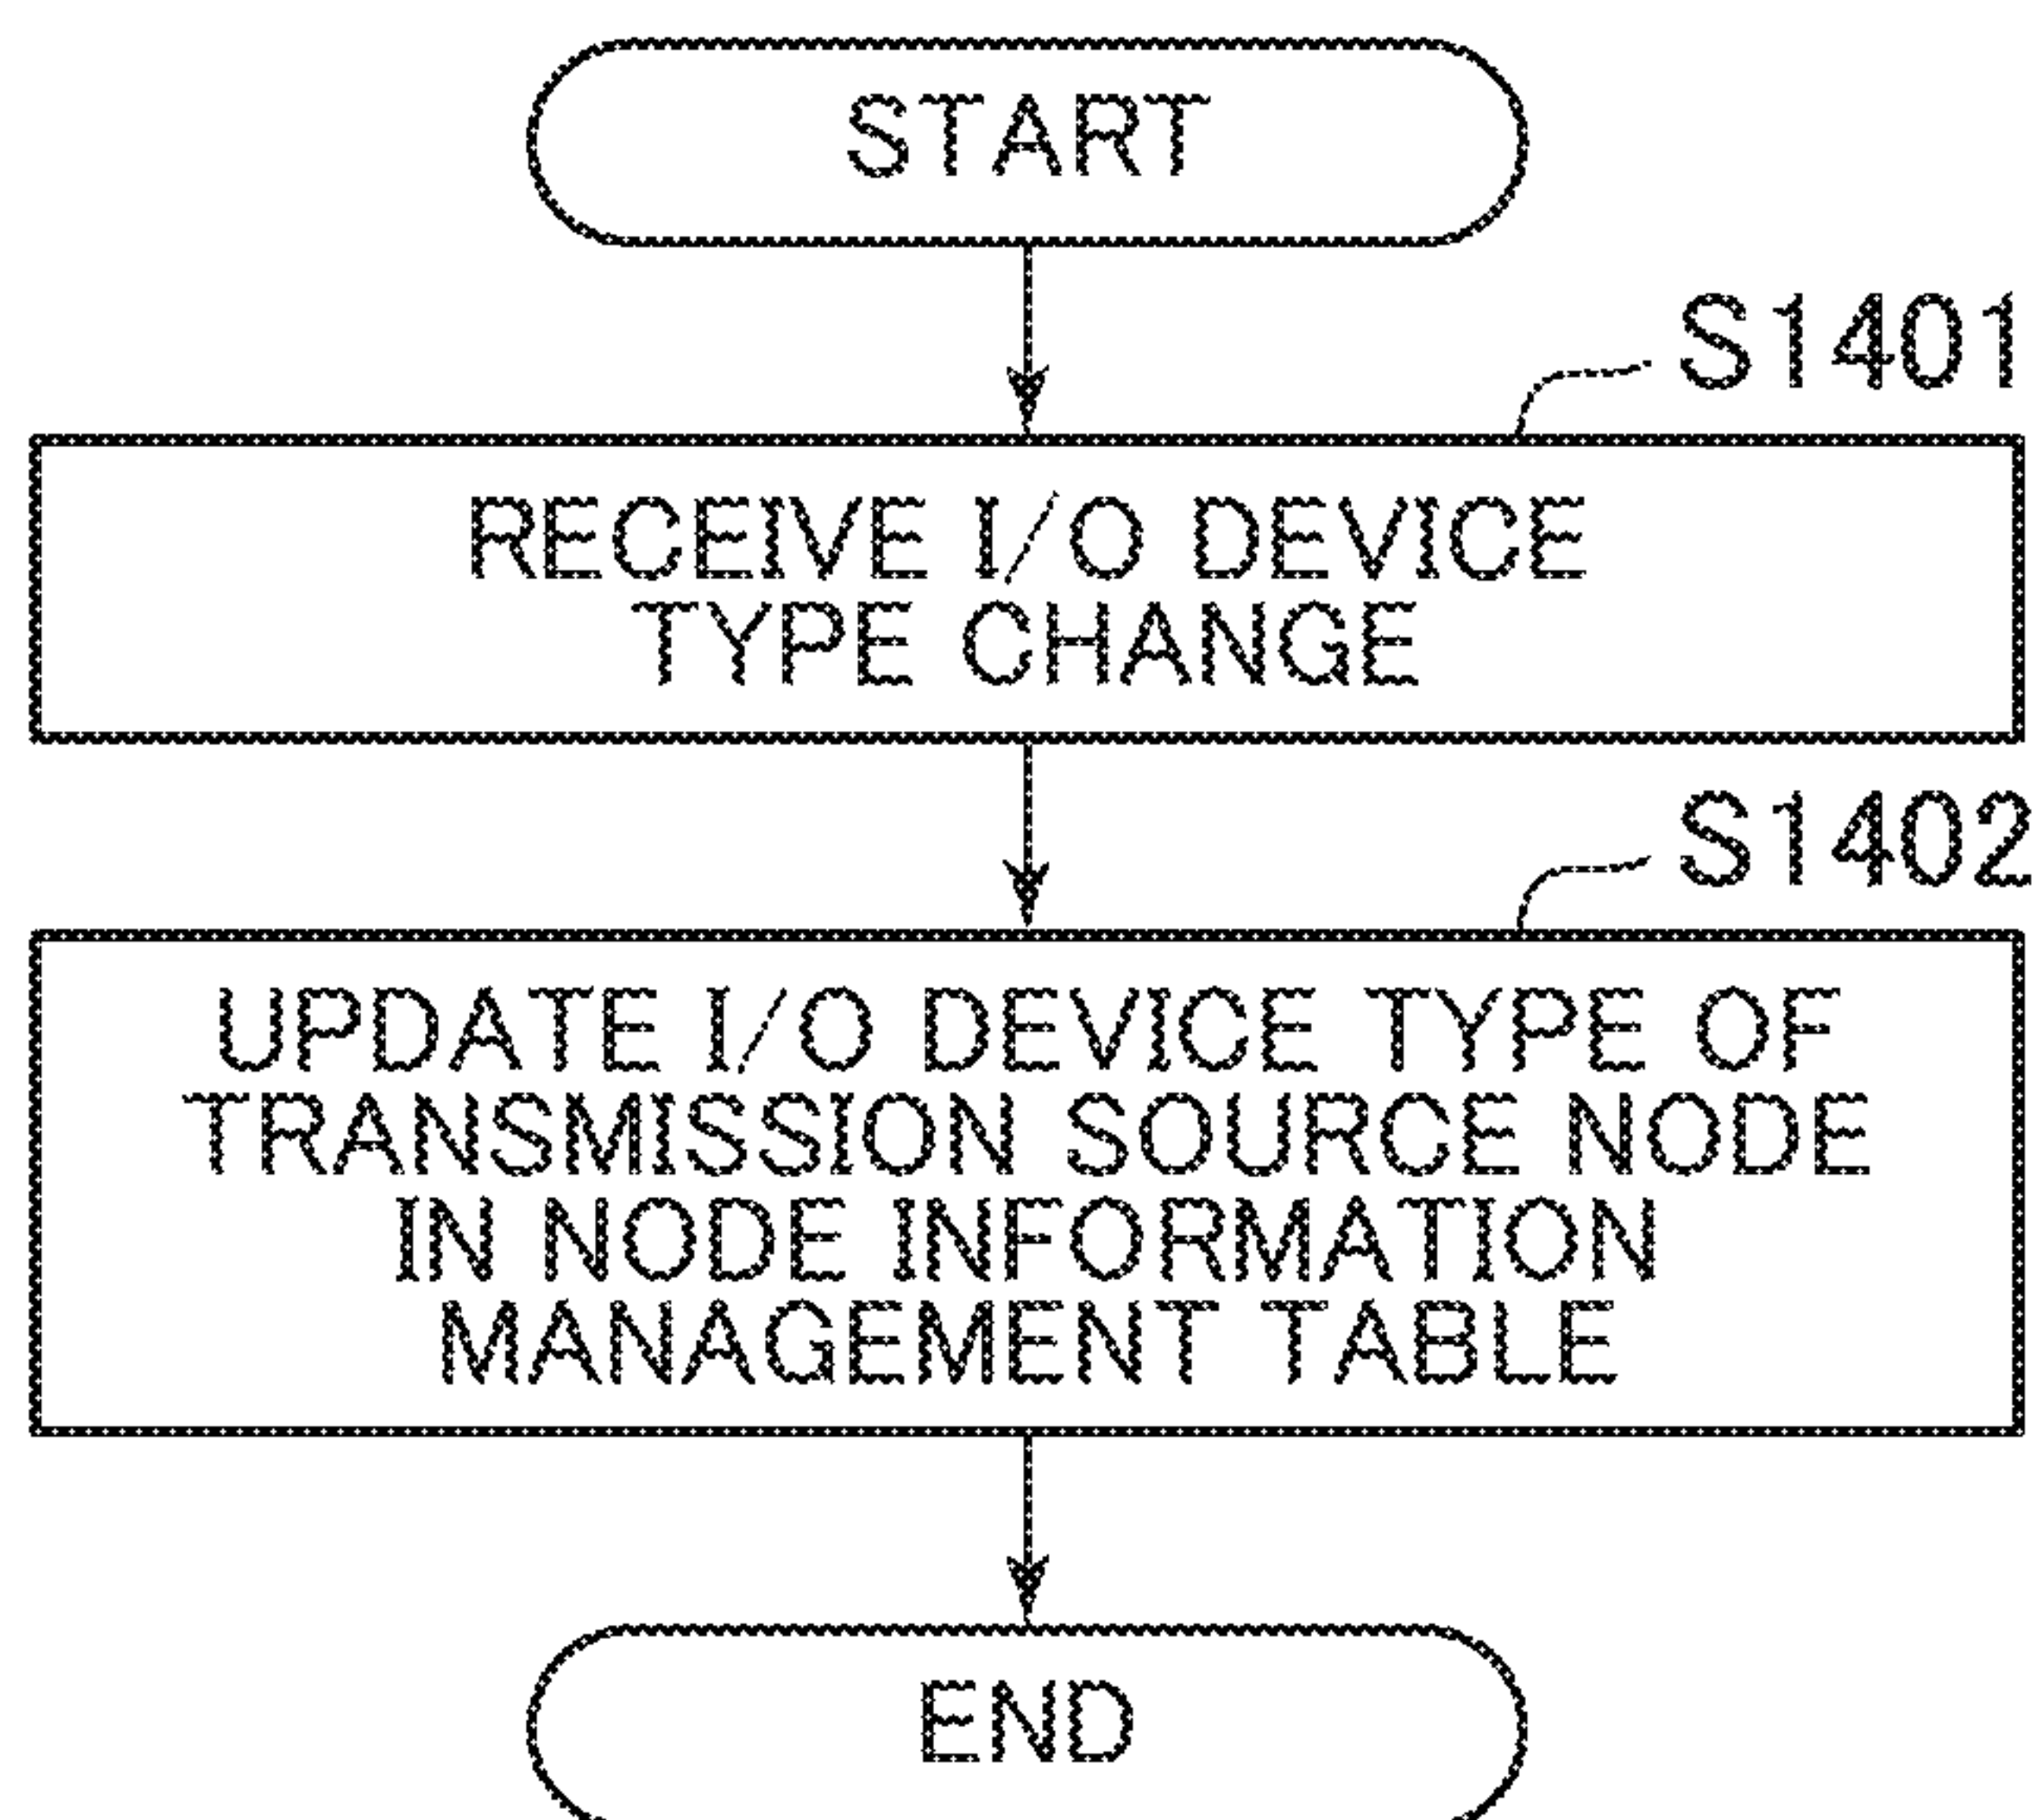 START
S1401
RECEIVE I/O DEVICE
TYPE CHANGE
S1402
UPDATE I/O DEVICE TYPE OF
TRANSMISSION SOURCE NODE
IN NODE INFORMATION
MANAGEMENT TABLE
END